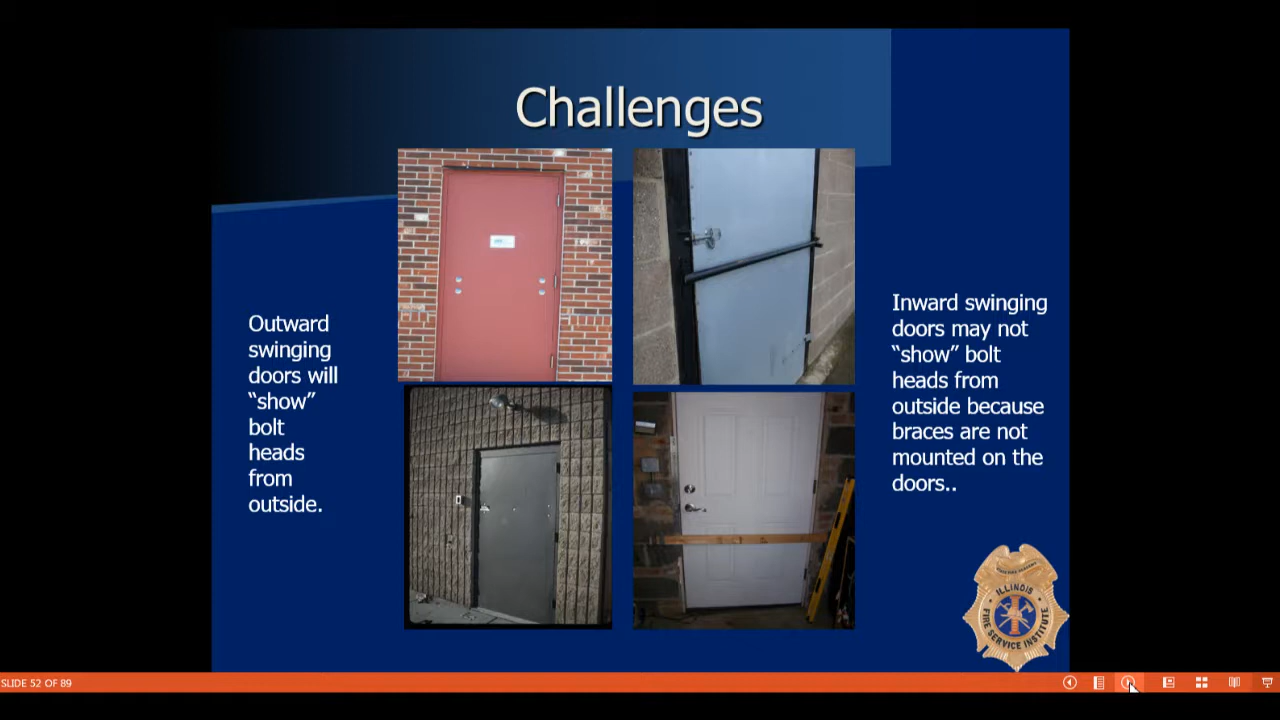 Challenges
Outward
swinging
doors will
“show”
bolt
heads
from
outside.
Inward swinging
doors may not
“show” bolt
heads from
outside because
braces are not
mounted on the
doors..
ILLINOIS
FIRE SERVICE INSTITUTE
SLIDE 52 OF 89